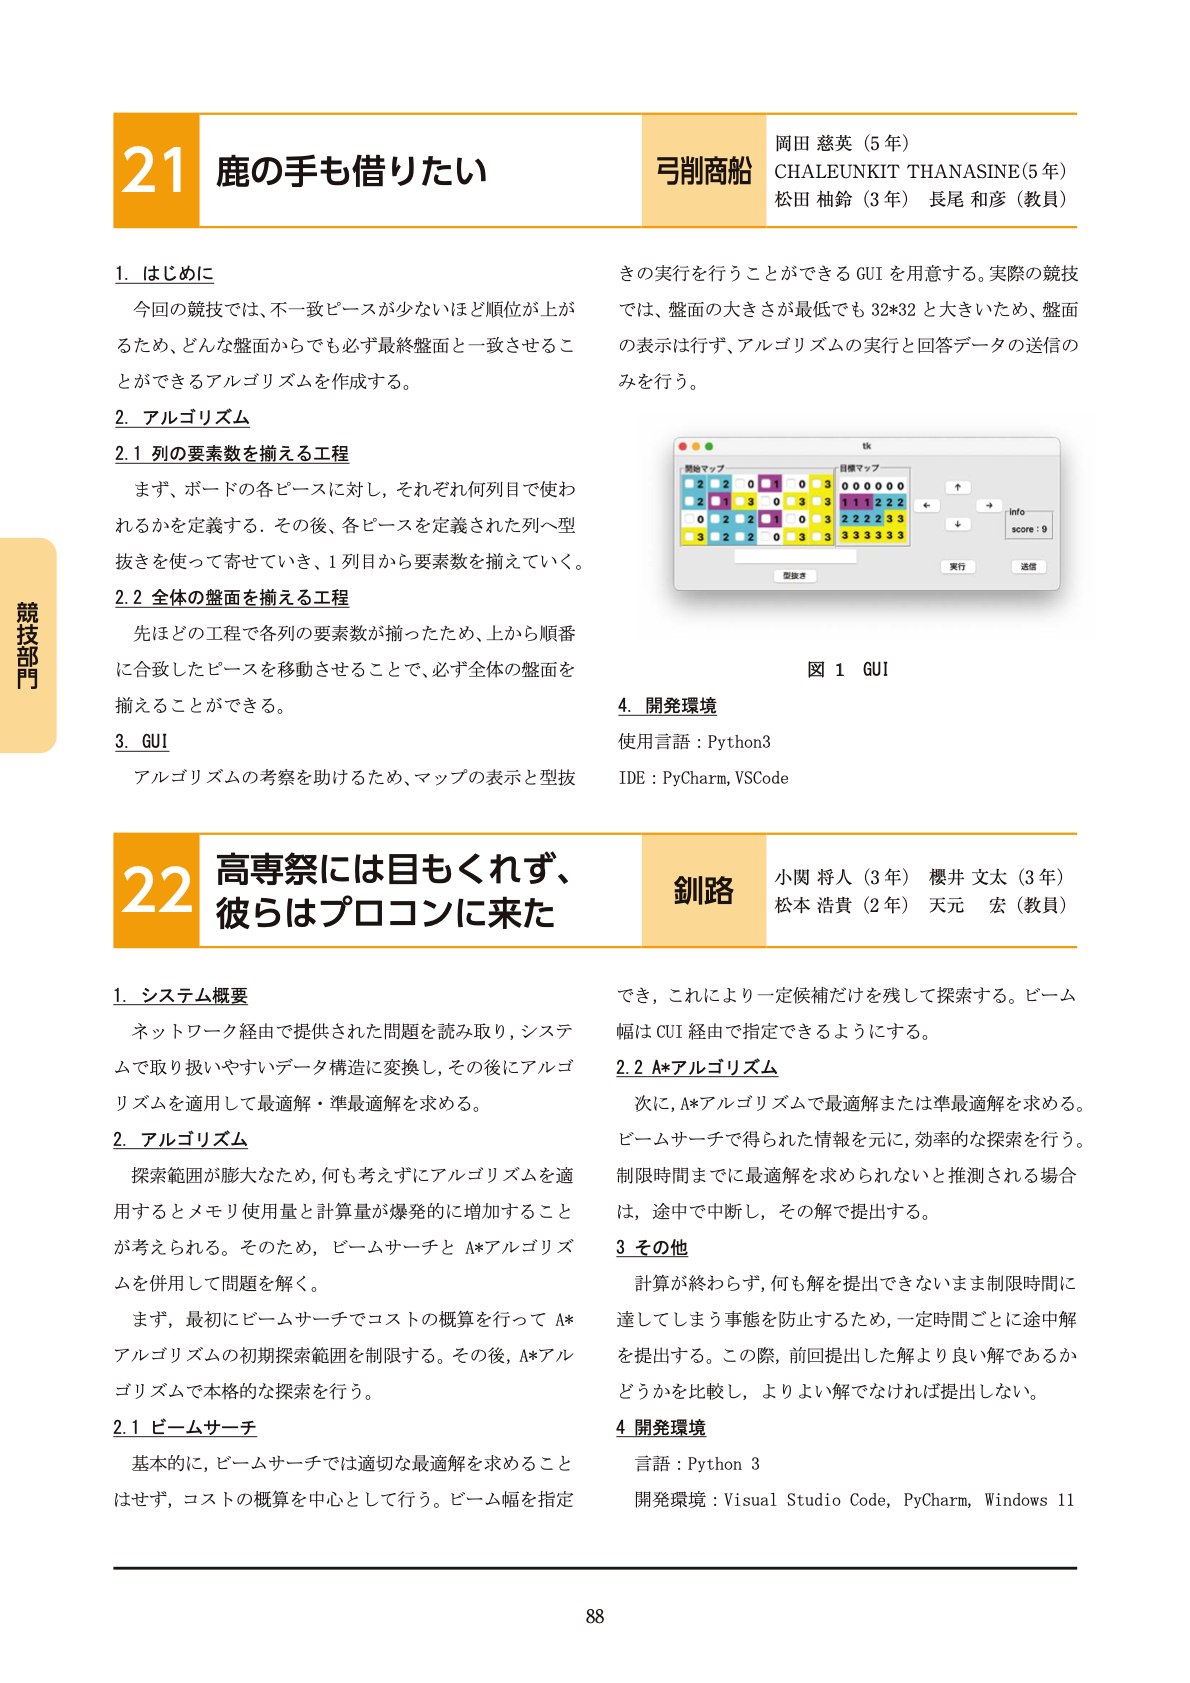 21
鹿の手も借りたい
弓削商船
岡田 慈英（5年）
CHALEUNKIT THANASINE(5年）
松田 柚鈴（3年） 長尾 和彦（教員）
1. はじめに
今回の競技では、不一致ピースが少ないほど順位が上が
るため、どんな盤面からでも必ず最終盤面と一致させるこ
とができるアルゴリズムを作成する。
2. アルゴリズム
2.1 列の要素数を揃える工程
まず、ボードの各ピースに対し，それぞれ何列目で使わ
れるかを定義する．その後、各ピースを定義された列へ型
抜きを使って寄せていき、1列目から要素数を揃えていく。
2.2 全体の盤面を揃える工程
先ほどの工程で各列の要素数が揃ったため、上から順番
に合致したピースを移動させることで、必ず全体の盤面を
揃えることができる。
3. GUI
アルゴリズムの考察を助けるため、マップの表示と型抜
きの実行を行うことができる GUI を用意する。実際の競技
では、盤面の大きさが最低でも 32*32 と大きいため、盤面
の表示は行ず、アルゴリズムの実行と回答データの送信の
みを行う。
tk
開始マップ
2 2 0 1 0 3
2 1 3 0 3 3
0 2 2 1 0 3
3 2 2 0 3 3
目標マップ
0 0 0 0 0 0
1 1 1 2 2 2
2 2 2 2 3 3
3 3 3 3 3 3
↑
← →
↓
info
score : 9
型抜き
実行
送信
図 1 GUI
4. 開発環境
使用言語：Python3
IDE：PyCharm, VSCode
競技部門
22
高専祭には目もくれず、
彼らはプロコンに来た
釧路
小関 将人（3年） 櫻井 文太（3年）
松本 浩貴（2年） 天元 宏（教員）
1. システム概要
ネットワーク経由で提供された問題を読み取り，システ
ムで取り扱いやすいデータ構造に変換し，その後にアルゴ
リズムを適用して最適解・準最適解を求める。
2. アルゴリズム
探索範囲が膨大なため，何も考えずにアルゴリズムを適
用するとメモリ使用量と計算量が爆発的に増加すること
が考えられる。そのため，ビームサーチと A*アルゴリズ
ムを併用して問題を解く。
まず，最初にビームサーチでコストの概算を行って A*
アルゴリズムの初期探索範囲を制限する。その後，A*アル
ゴリズムで本格的な探索を行う。
2.1 ビームサーチ
基本的に，ビームサーチでは適切な最適解を求めること
はせず，コストの概算を中心として行う。ビーム幅を指定
でき，これにより一定候補だけを残して探索する。ビーム
幅は CUI 経由で指定できるようにする。
2.2 A*アルゴリズム
次に，A*アルゴリズムで最適解または準最適解を求める。
ビームサーチで得られた情報を元に，効率的な探索を行う。
制限時間までに最適解を求められないと推測される場合
は，途中で中断し，その解で提出する。
3 その他
計算が終わらず，何も解を提出できないまま制限時間に
達してしまう事態を防止するため，一定時間ごとに途中解
を提出する。この際，前回提出した解より良い解であるか
どうかを比較し，よりよい解でなければ提出しない。
4 開発環境
言語：Python 3
開発環境：Visual Studio Code, PyCharm, Windows 11
88